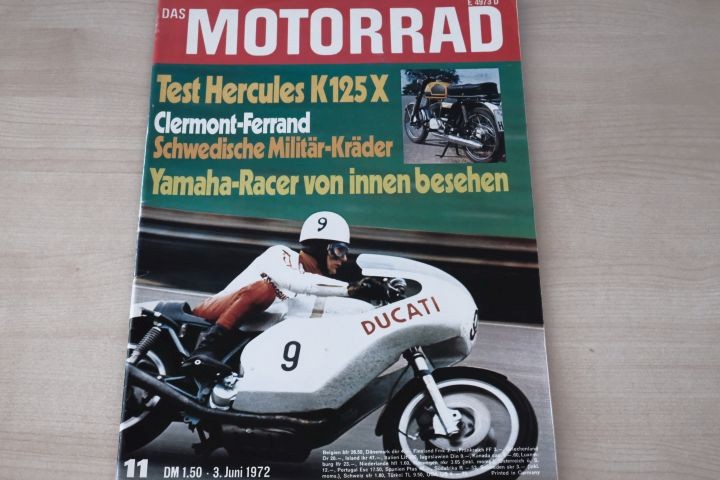 E 4973 D
DAS
MOTORRAD
Test Hercules K 125 X
Clermont-Ferrand
Schwedische Militär-Kräder
Yamaha-Racer von innen besehen
9
DUCATI
9
11 DM 1.50 - 3. Juni 1972
Printed in Germany